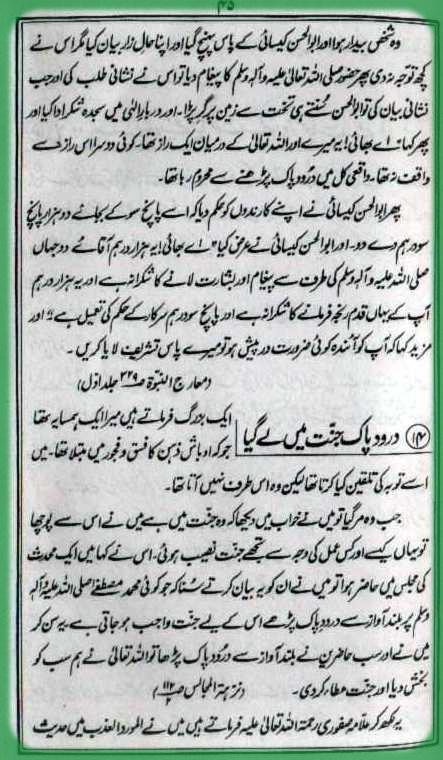 ۳۵
وہ شخص بیدار ہوا اور ابوالحسن کیسائی کے پاس پہنچ گیا اور اپنا حال زار بیان کیا مگر اس نے
کچھ توجہ نہ دی پھر حضور صلی اللہ تعالیٰ علیہ وآلہ وسلم کا پیغام دیا تو اس نے نشانی طلب کی اور جب
نشانی بیان کی تو ابوالحسن سنتے ہی تخت سے زمین پر گر پڑا۔ اور دربار الٰہی میں سجدہ شکر ادا کیا اور
پھر کہا۔ اے بھائی! یہ میرے اور اللہ تعالیٰ کے درمیان ایک راز تھا۔ کوئی دوسرا اس راز سے
واقف نہ تھا۔ واقعی کل میں درود پاک پڑھنے سے محروم رہا تھا۔
پھر ابوالحسن کیسائی نے اپنے کارندوں کو حکم دیا کہ اسے پانچ سو کے بجائے دو ہزار پانچ
سو درہم دے دو۔ اور ابوالحسن کیسائی نے عرض کیا "اے بھائی! یہ ہزار درہم آقائے دو جہاں
صلی اللہ علیہ وآلہ وسلم کی طرف سے پیغام اور بشارت لانے کا شکرانہ ہے اور یہ ہزار درہم
آپ کے یہاں قدم رنجہ فرمانے کا شکرانہ ہے اور پانچ سو درہم سرکار کے حکم کی تعمیل ہے" اور
مزید کہا کہ آپ کو آئندہ کوئی ضرورت درپیش ہو تو میرے پاس تشریف لایا کریں۔
(معارج النبوۃ ص۳۲۹ جلد اول)
۱۴ درود پاک جنت میں لے گیا
ایک بزرگ فرماتے ہیں میرا ایک ہمسایہ تھا
جو کہ اوباش ذہن کا فسق و فجور میں مبتلا تھا۔ میں
اسے توبہ کی تلقین کیا کرتا تھا لیکن وہ اس طرف نہیں آتا تھا۔
جب وہ مر گیا تو میں نے خواب میں دیکھا کہ وہ جنت میں ہے میں نے اس سے پوچھا
تو یہاں کیسے اور کس عمل کی وجہ سے تجھے جنت نصیب ہوئی، اس نے کہا میں ایک محدث
کی مجلس میں حاضر ہوا تو میں نے ان کو یہ بیان کرتے سنا کہ جو کوئی محمد مصطفےٰ صلی اللہ علیہ وآلہ
وسلم پر بلند آواز سے درود پاک پڑھے اس کے لیے جنت واجب ہو جاتی ہے، یہ سن کر
میں نے اور سب حاضرین نے بلند آواز سے درود پاک پڑھا تو اللہ تعالیٰ نے ہم سب کو
بخش دیا اور جنت عطاء کر دی۔ (نزہۃ المجالس ص۱۱۲)
یہ لکھ کر علامہ صفوری رحمۃ اللہ تعالیٰ علیہ فرماتے ہیں میں نے المورد العذب میں حدیث